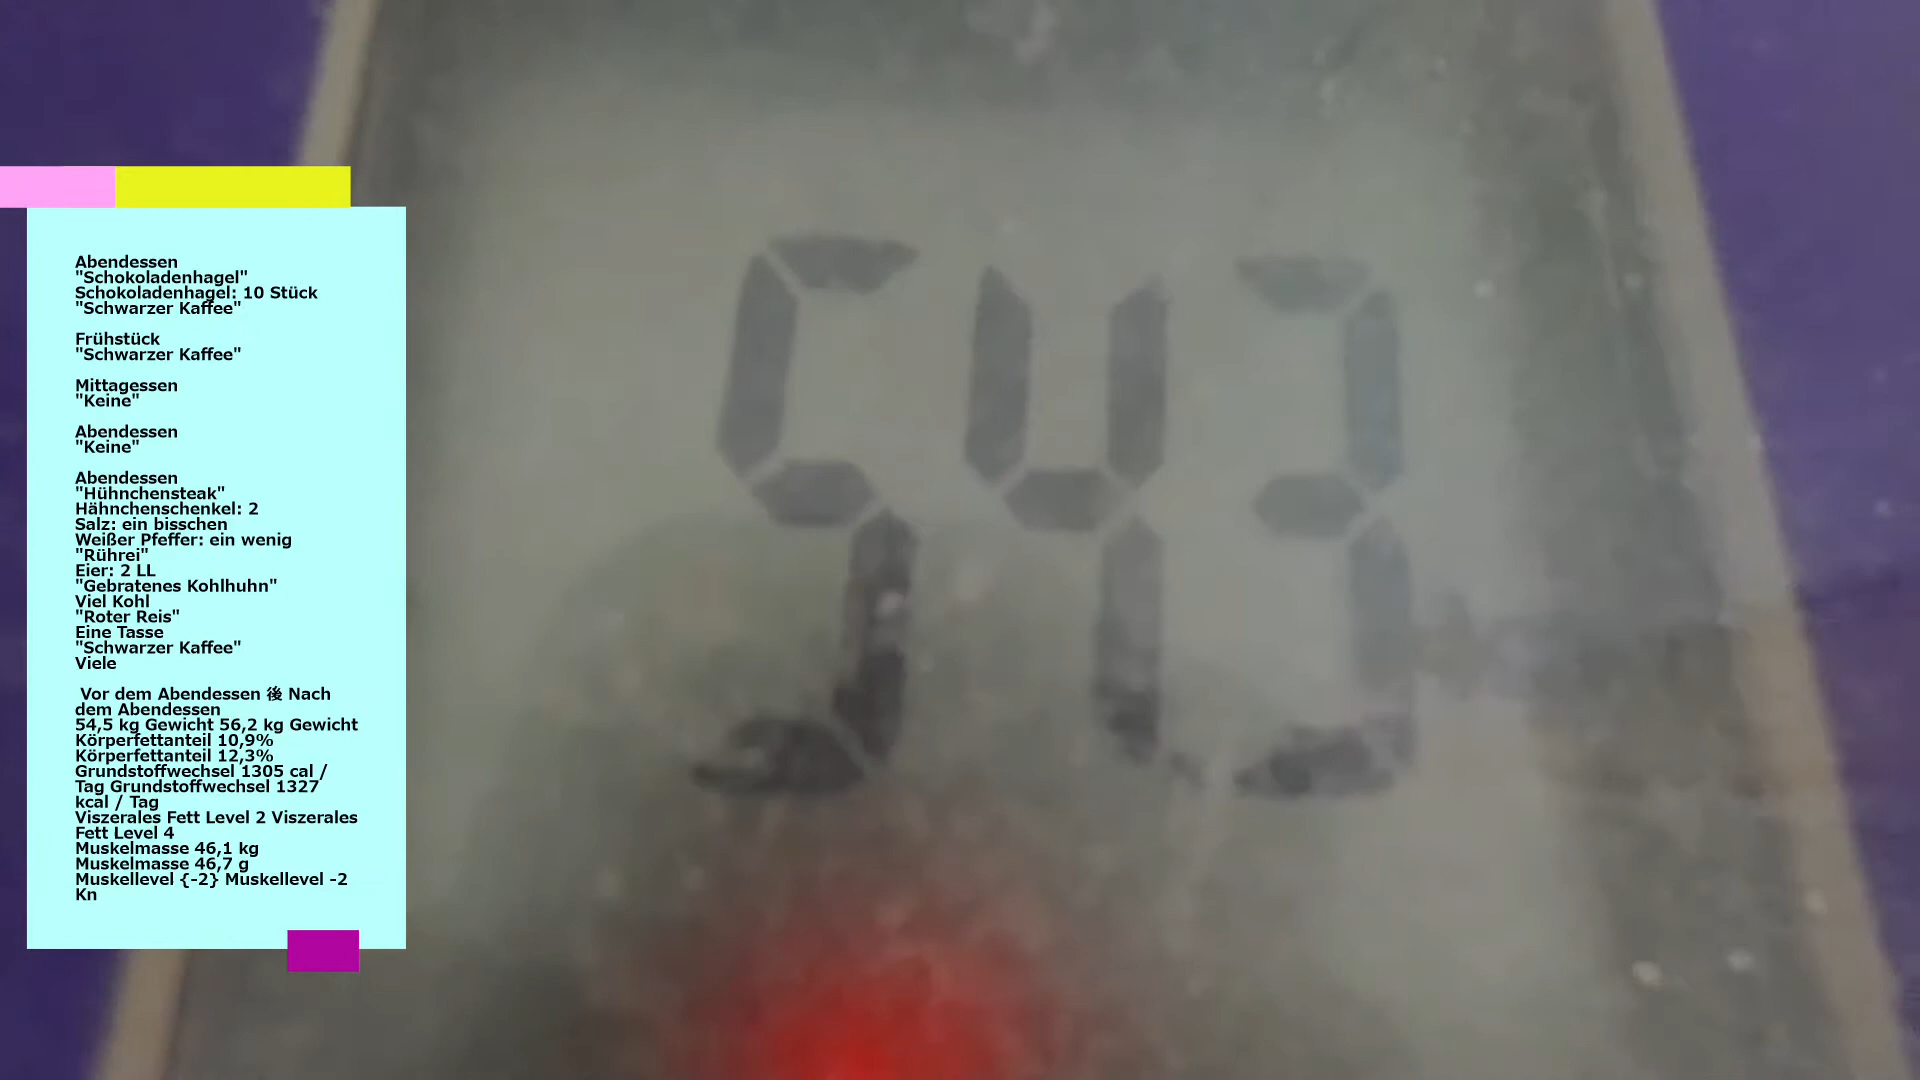 Abendessen
"Schokoladenhagel"
Schokoladenhagel: 10 Stück
"Schwarzer Kaffee"
Frühstück
"Schwarzer Kaffee"
Mittagessen
"Keine"
Abendessen
"Keine"
Abendessen
"Hühnchensteak"
Hähnchenschenkel: 2
Salz: ein bisschen
Weißer Pfeffer: ein wenig
"Rührei"
Eier: 2 LL
"Gebratenes Kohlhuhn"
Viel Kohl
"Roter Reis"
Eine Tasse
"Schwarzer Kaffee"
Viele
Vor dem Abendessen 後 Nach
dem Abendessen
54,5 kg Gewicht 56,2 kg Gewicht
Körperfettanteil 10,9%
Körperfettanteil 12,3%
Grundstoffwechsel 1305 cal /
Tag Grundstoffwechsel 1327
kcal / Tag
Viszerales Fett Level 2 Viszerales
Fett Level 4
Muskelmasse 46,1 kg
Muskelmasse 46,7 g
Muskellevel {-2} Muskellevel -2
Kn
543